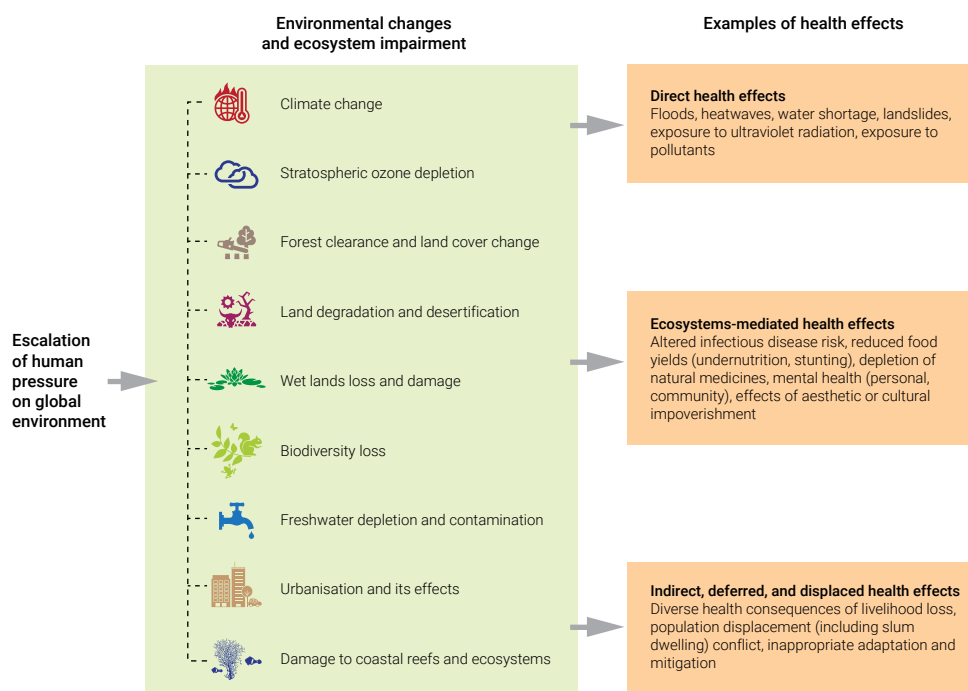 Environmental changes
and ecosystem impairment
Examples of health effects
Escalation
of human
pressure
on global
environment
Climate change
Stratospheric ozone depletion
Forest clearance and land cover change
Land degradation and desertification
Wet lands loss and damage
Biodiversity loss
Freshwater depletion and contamination
Urbanisation and its effects
Damage to coastal reefs and ecosystems
Direct health effects
Floods, heatwaves, water shortage, landslides,
exposure to ultraviolet radiation, exposure to
pollutants
Ecosystems-mediated health effects
Altered infectious disease risk, reduced food
yields (undernutrition, stunting), depletion of
natural medicines, mental health (personal,
community), effects of aesthetic or cultural
impoverishment
Indirect, deferred, and displaced health effects
Diverse health consequences of livelihood loss,
population displacement (including slum
dwelling) conflict, inappropriate adaptation and
mitigation